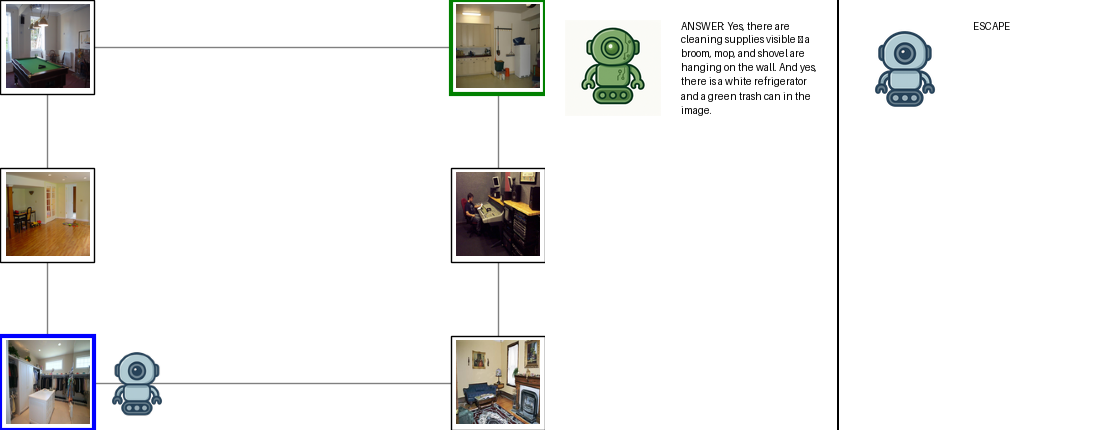 ANSWER: Yes, there are
cleaning supplies visible a
broom, mop, and shovel are
hanging on the wall. And yes,
there is a white refrigerator
and a green trash can in the
image.
ESCAPE